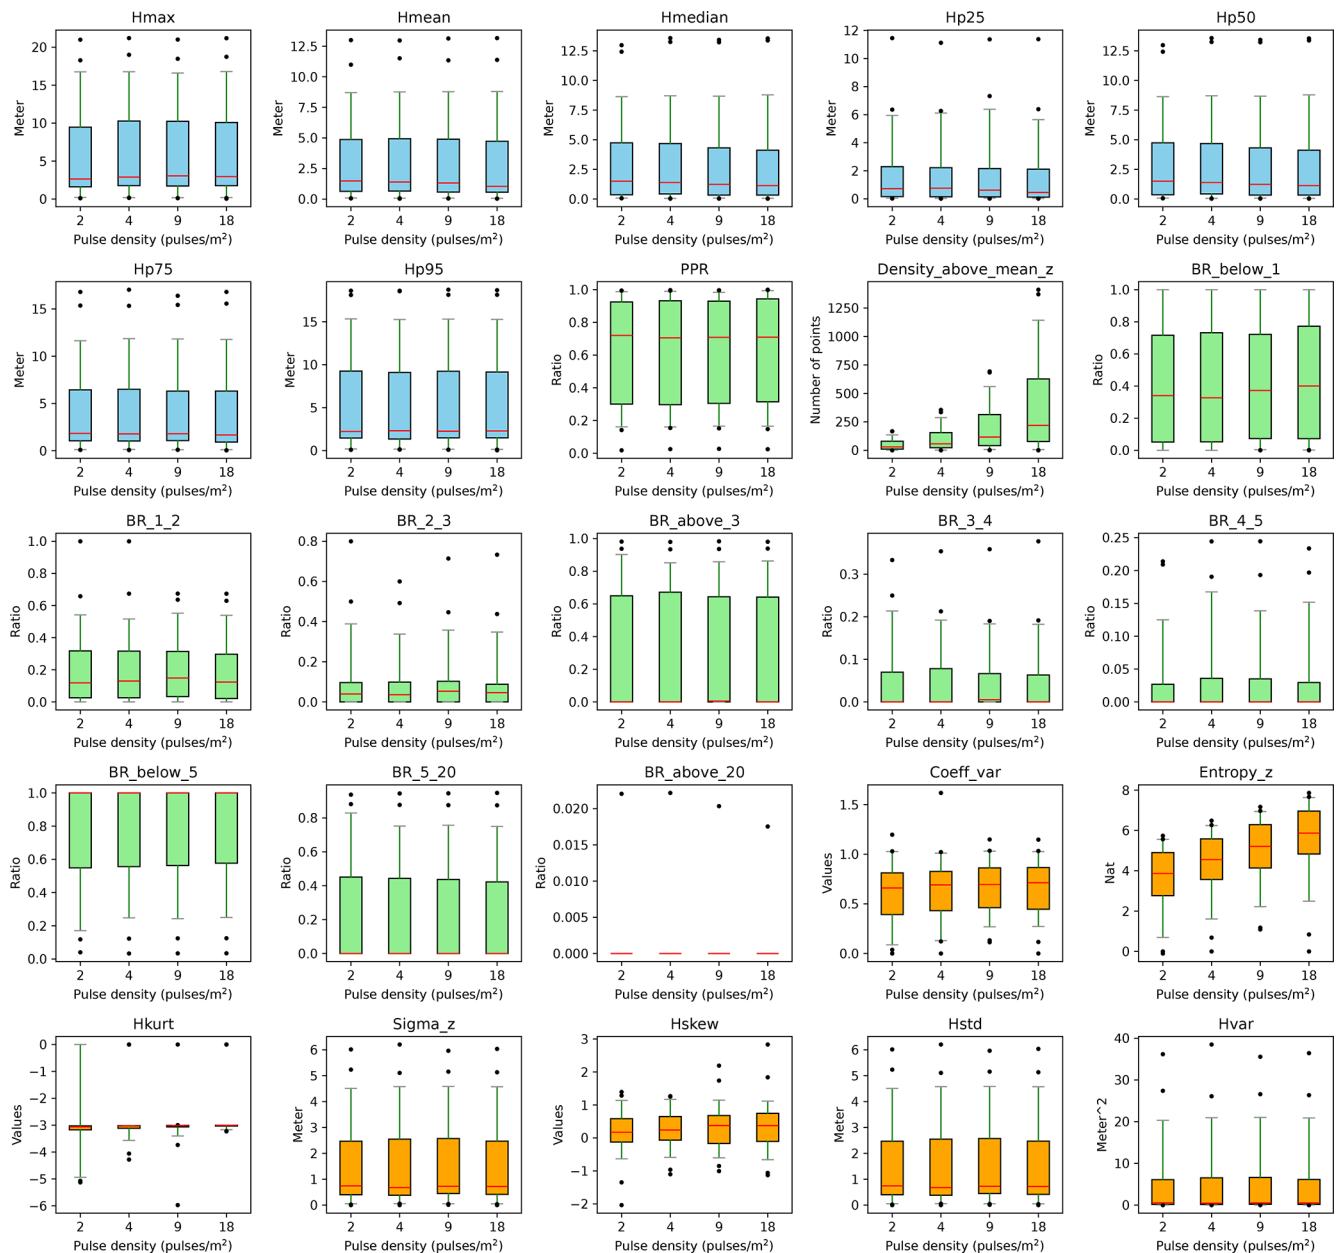 Hmax
Meter
20
15
10
5
0
2 4 9 18
Pulse density (pulses/m²)
Hmean
Meter
12.5
10.0
7.5
5.0
2.5
0.0
2 4 9 18
Pulse density (pulses/m²)
Hmedian
Meter
12.5
10.0
7.5
5.0
2.5
0.0
2 4 9 18
Pulse density (pulses/m²)
Hp25
Meter
12
10
8
6
4
2
0
2 4 9 18
Pulse density (pulses/m²)
Hp50
Meter
12.5
10.0
7.5
5.0
2.5
0.0
2 4 9 18
Pulse density (pulses/m²)
Hp75
Meter
15
10
5
0
2 4 9 18
Pulse density (pulses/m²)
Hp95
Meter
15
10
5
0
2 4 9 18
Pulse density (pulses/m²)
PPR
Ratio
1.0
0.8
0.6
0.4
0.2
0.0
2 4 9 18
Pulse density (pulses/m²)
Density_above_mean_z
Number of points
1250
1000
750
500
250
0
2 4 9 18
Pulse density (pulses/m²)
BR_below_1
Ratio
1.0
0.8
0.6
0.4
0.2
0.0
2 4 9 18
Pulse density (pulses/m²)
BR_1_2
Ratio
1.0
0.8
0.6
0.4
0.2
0.0
2 4 9 18
Pulse density (pulses/m²)
BR_2_3
Ratio
0.8
0.6
0.4
0.2
0.0
2 4 9 18
Pulse density (pulses/m²)
BR_above_3
Ratio
1.0
0.8
0.6
0.4
0.2
0.0
2 4 9 18
Pulse density (pulses/m²)
BR_3_4
Ratio
0.3
0.2
0.1
0.0
2 4 9 18
Pulse density (pulses/m²)
BR_4_5
Ratio
0.25
0.20
0.15
0.10
0.05
0.00
2 4 9 18
Pulse density (pulses/m²)
BR_below_5
Ratio
1.0
0.8
0.6
0.4
0.2
0.0
2 4 9 18
Pulse density (pulses/m²)
BR_5_20
Ratio
1.0
0.8
0.6
0.4
0.2
0.0
2 4 9 18
Pulse density (pulses/m²)
BR_above_20
Ratio
0.020
0.015
0.010
0.005
0.000
2 4 9 18
Pulse density (pulses/m²)
Coeff_var
Values
1.5
1.0
0.5
0.0
2 4 9 18
Pulse density (pulses/m²)
Entropy_z
Nat
8
6
4
2
0
2 4 9 18
Pulse density (pulses/m²)
Hkurt
Values
0
−1
−2
−3
−4
−5
−6
2 4 9 18
Pulse density (pulses/m²)
Sigma_z
Meter
6
5
4
3
2
1
0
2 4 9 18
Pulse density (pulses/m²)
Hskew
Values
3
2
1
0
−1
−2
2 4 9 18
Pulse density (pulses/m²)
Hstd
Meter
6
5
4
3
2
1
0
2 4 9 18
Pulse density (pulses/m²)
Hvar
Meter^2
40
30
20
10
0
2 4 9 18
Pulse density (pulses/m²)